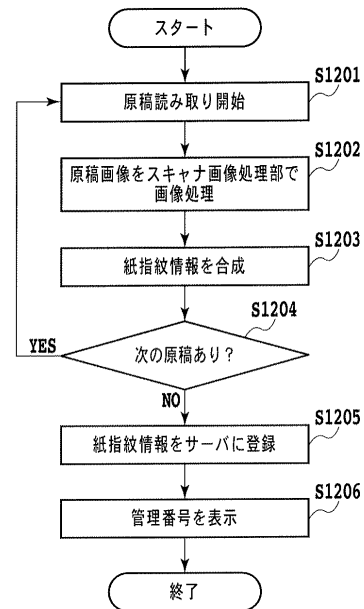 スタート
S1201
原稿読み取り開始
S1202
原稿画像をスキャナ画像処理部で
画像処理
S1203
紙指紋情報を合成
S1204
次の原稿あり？
YES
NO
S1205
紙指紋情報をサーバに登録
S1206
管理番号を表示
終了